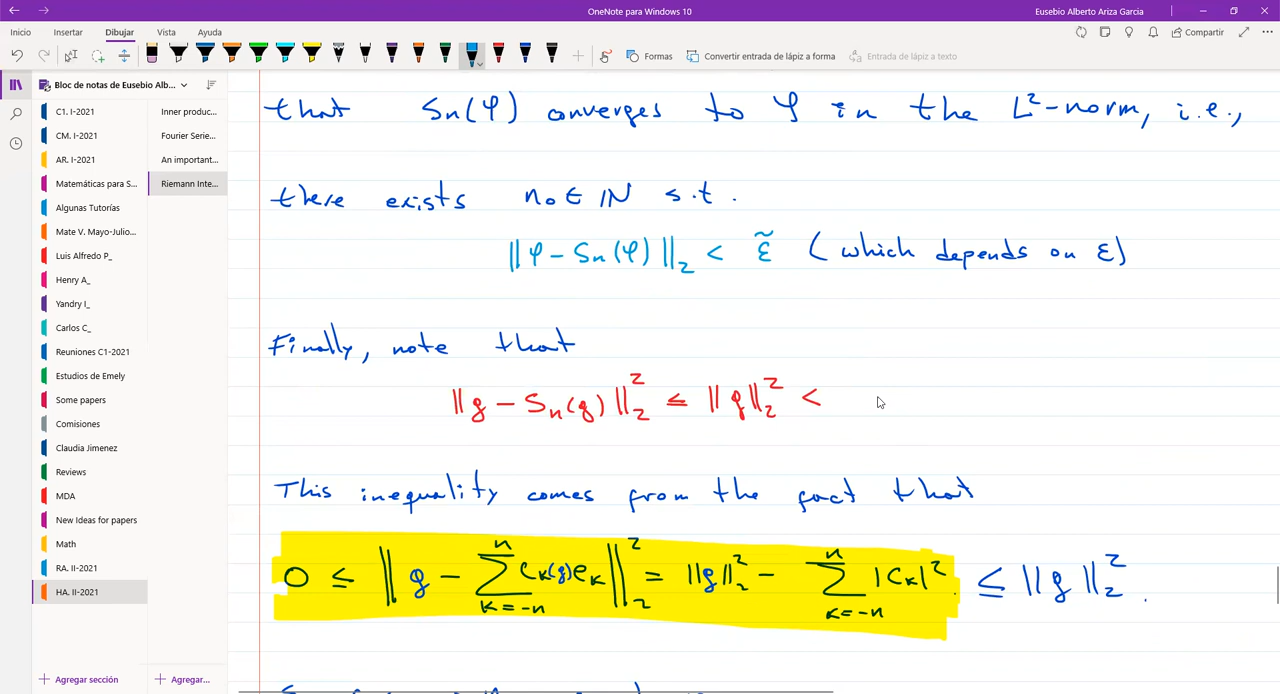 OneNote para Windows 10
Eusebio Alberto Ariza Garcia
Inicio Insertar Dibujar Vista Ayuda
Compartir
Formas Convertir entrada de lápiz a forma Entrada de lápiz a texto
Bloc de notas de Eusebio Alb...
C1. I-2021
CM. I-2021
AR. I-2021
Matemáticas para S...
Algunas Tutorías
Mate V. Mayo-Julio...
Luis Alfredo P_
Henry A_
Yandry I_
Carlos C_
Reuniones C1-2021
Estudios de Emely
Some papers
Comisiones
Claudia Jimenez
Reviews
MDA
New Ideas for papers
Math
RA. II-2021
HA. II-2021
Agregar sección
Inner produc...
Fourier Serie...
An important...
Riemann Inte...
Agregar...
that Sn(φ) converges to φ in the L²-norm, i.e.,
there exists n₀ ∈ ℕ s.t.
‖φ − Sn(φ)‖₂ < ε̃ (which depends on ε)
Finally, note that
‖g − Sn(g)‖₂² ≤ ‖g‖₂² <
This inequality comes from the fact that
0 ≤ ‖g − ∑_{k=-n}^{n} Cₖ(g)eₖ‖₂² = ‖g‖₂² − ∑_{k=-n}^{n} |Cₖ|². ≤ ‖g‖₂².